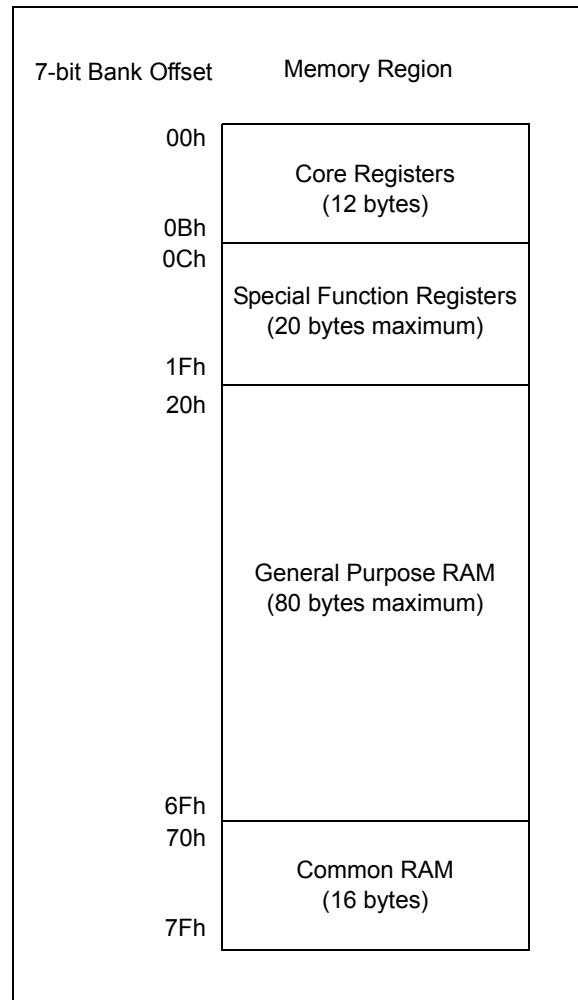 7-bit Bank Offset
Memory Region
00h
Core Registers
(12 bytes)
0Bh
0Ch
Special Function Registers
(20 bytes maximum)
1Fh
20h
General Purpose RAM
(80 bytes maximum)
6Fh
70h
Common RAM
(16 bytes)
7Fh